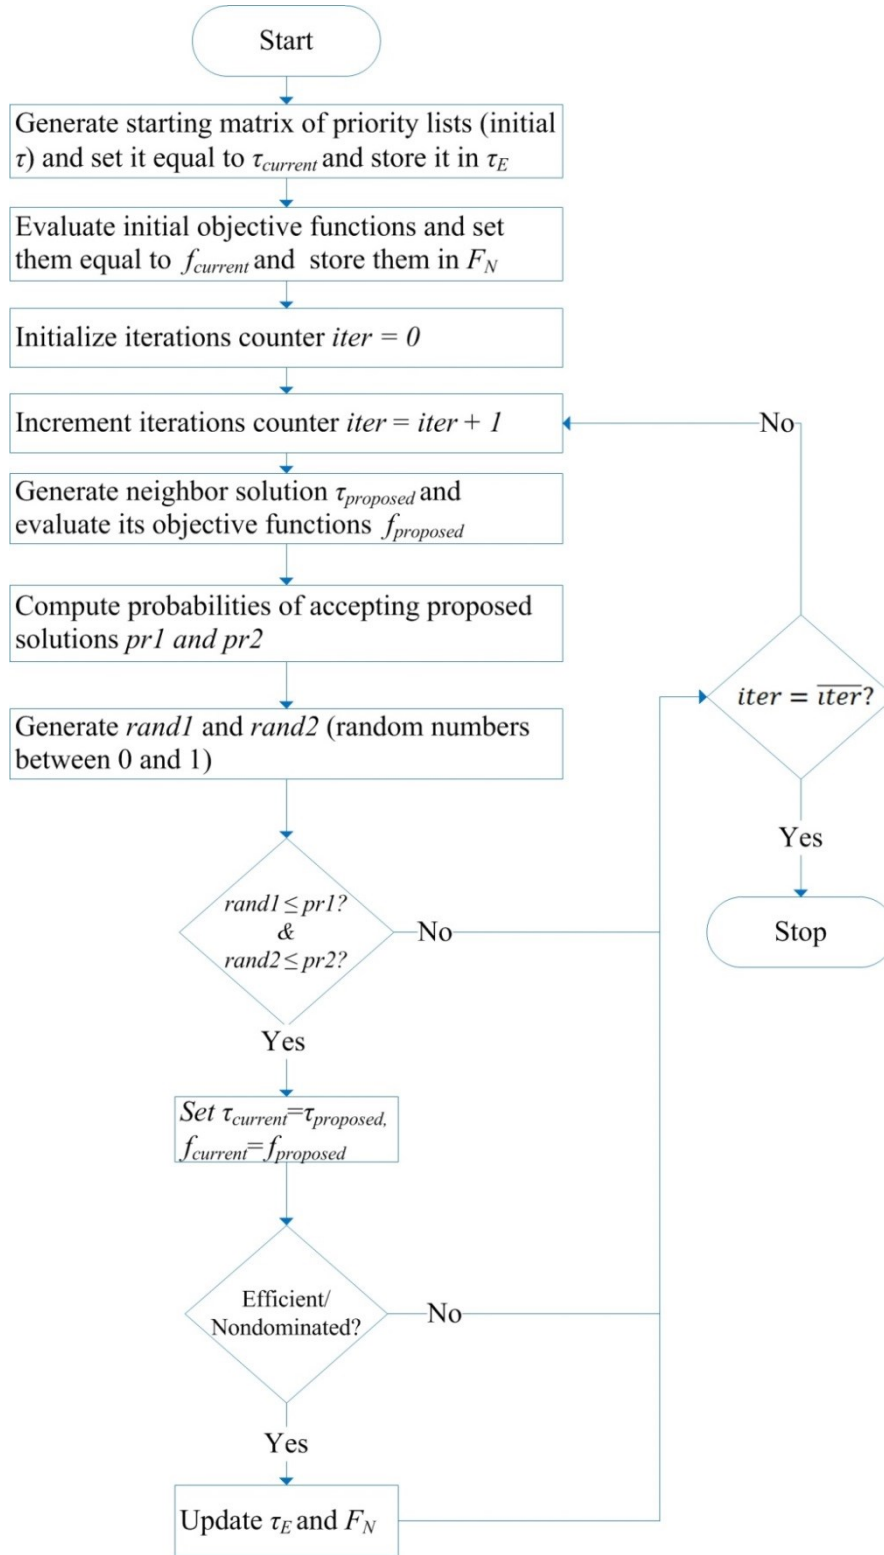 Start
Generate starting matrix of priority lists (initial
τ) and set it equal to τcurrent and store it in τE
Evaluate initial objective functions and set
them equal to fcurrent and store them in FN
Initialize iterations counter iter = 0
Increment iterations counter iter = iter + 1
No
Generate neighbor solution τproposed and
evaluate its objective functions fproposed
Compute probabilities of accepting proposed
solutions pr1 and pr2
iter = i̅t̅e̅r̅?
Generate rand1 and rand2 (random numbers
between 0 and 1)
Yes
Stop
rand1 ≤ pr1?
&
rand2 ≤ pr2?
No
Yes
Set τcurrent=τproposed,
fcurrent=fproposed
Efficient/
Nondominated?
No
Yes
Update τE and FN